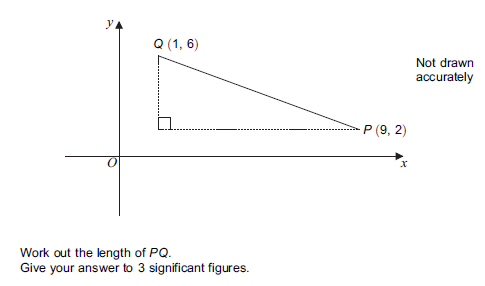 y
Q (1, 6)
Not drawn
accurately
P (9, 2)
O
x
Work out the length of PQ.
Give your answer to 3 significant figures.